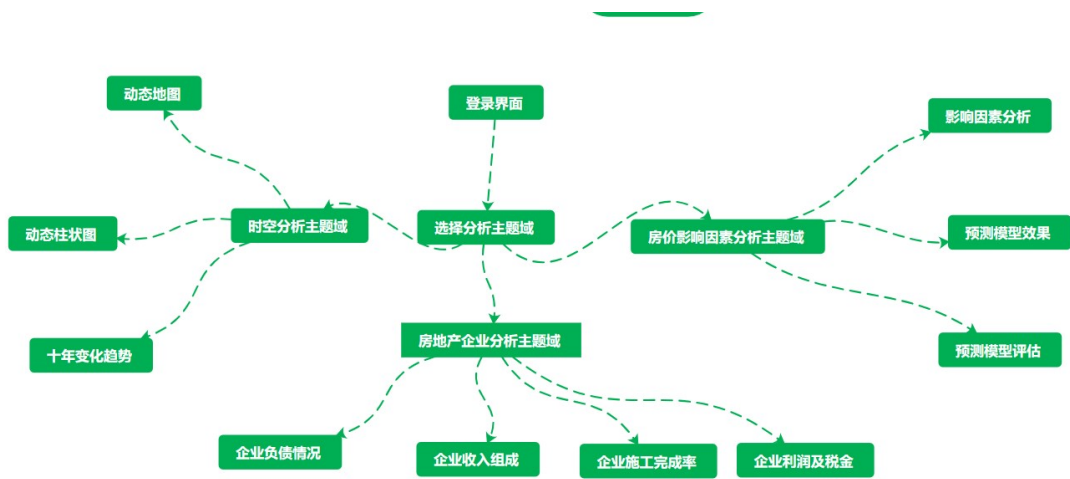 动态地图
登录界面
影响因素分析
动态柱状图
时空分析主题域
选择分析主题域
房价影响因素分析主题域
预测模型效果
十年变化趋势
房地产企业分析主题域
预测模型评估
企业负债情况
企业收入组成
企业施工完成率
企业利润及税金